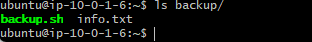 ubuntu@ip-10-0-1-6:~$ ls backup/
backup.sh info.txt
ubuntu@ip-10-0-1-6:~$